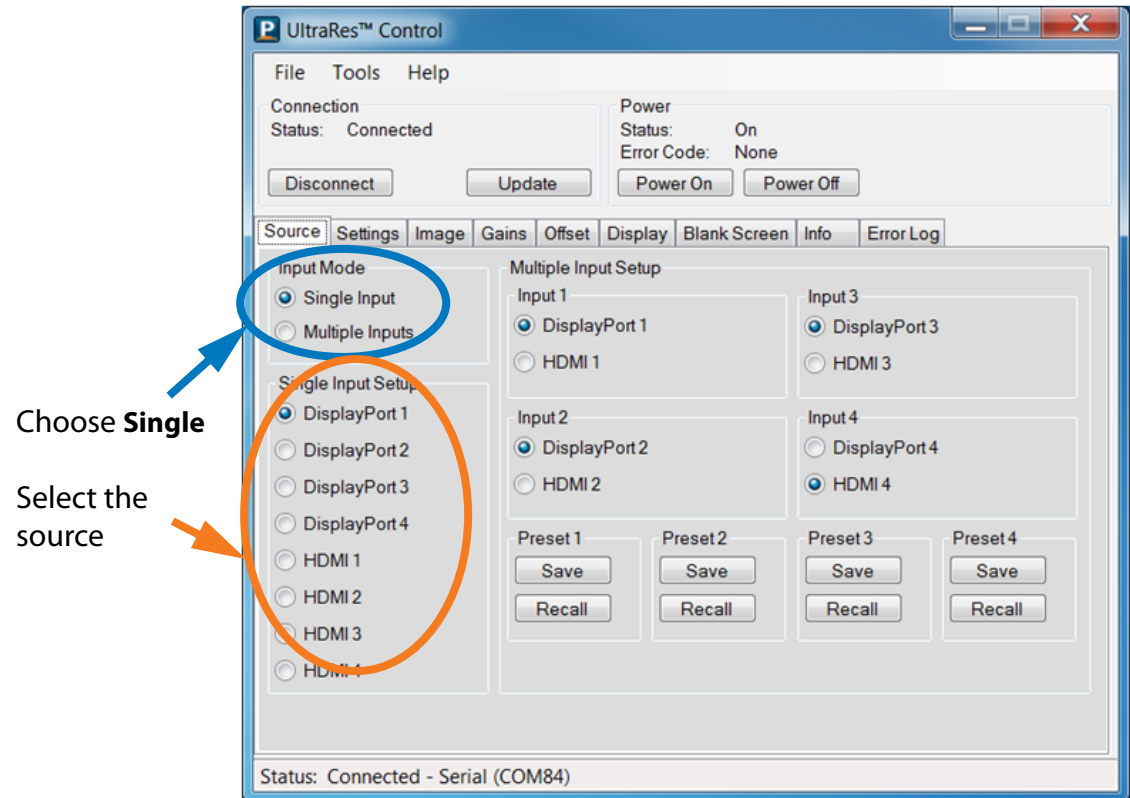 UltraRes™ Control
File Tools Help
Connection
Status: Connected
Disconnect Update
Power
Status: On
Error Code: None
Power On Power Off
Source Settings Image Gains Offset Display Blank Screen Info Error Log
Input Mode
Single Input
Multiple Inputs
Single Input Setup
DisplayPort 1
DisplayPort 2
DisplayPort 3
DisplayPort 4
HDMI 1
HDMI 2
HDMI 3
HDMI 4
Multiple Input Setup
Input 1
DisplayPort 1
HDMI 1
Input 3
DisplayPort 3
HDMI 3
Input 2
DisplayPort 2
HDMI 2
Input 4
DisplayPort 4
HDMI 4
Preset 1 Preset 2 Preset 3 Preset 4
Save Save Save Save
Recall Recall Recall Recall
Status: Connected - Serial (COM84)
Choose Single
Select the
source